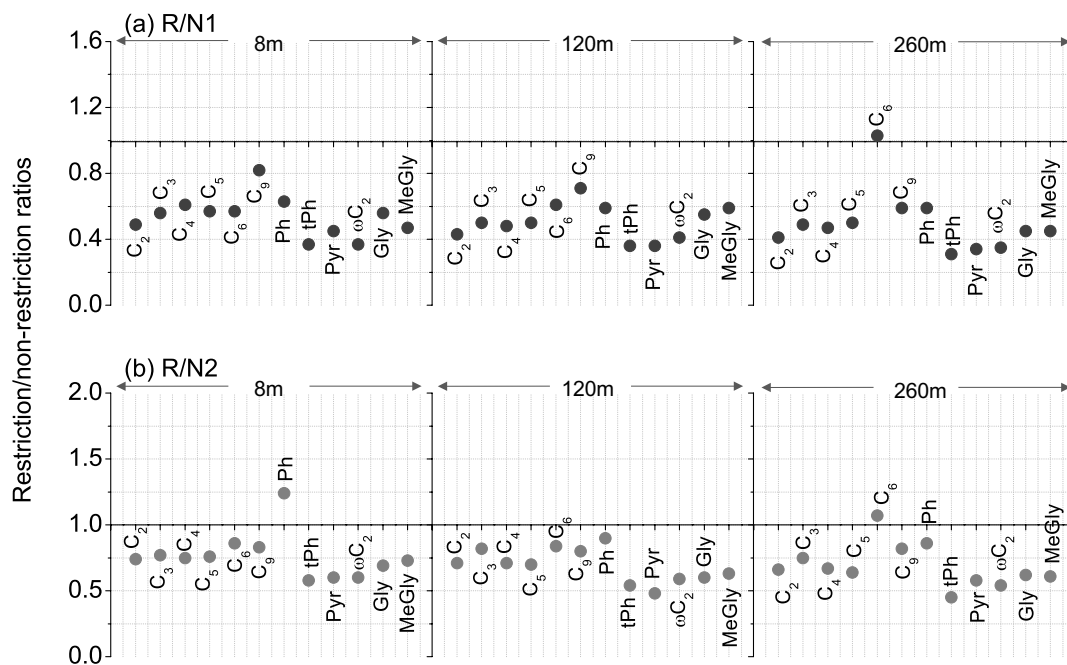 (a) R/N1
8m 120m 260m
1.6
1.2
0.8
0.4
0.0
C₂ C₃ C₄ C₅ C₆ C₉ Ph tPh Pyr ωC₂ Gly MeGly
C₂ C₃ C₄ C₅ C₆ C₉ Ph tPh Pyr ωC₂ Gly MeGly
C₂ C₃ C₄ C₅ C₆ C₉ Ph tPh Pyr ωC₂ Gly MeGly
Restriction/non-restriction ratios
(b) R/N2
8m 120m 260m
2.0
1.5
1.0
0.5
0.0
C₂ C₃ C₄ C₅ C₆ C₉ Ph tPh Pyr ωC₂ Gly MeGly
C₂ C₃ C₄ C₅ C₆ C₉ Ph tPh Pyr ωC₂ Gly MeGly
C₂ C₃ C₄ C₅ C₆ C₉ Ph tPh Pyr ωC₂ Gly MeGly